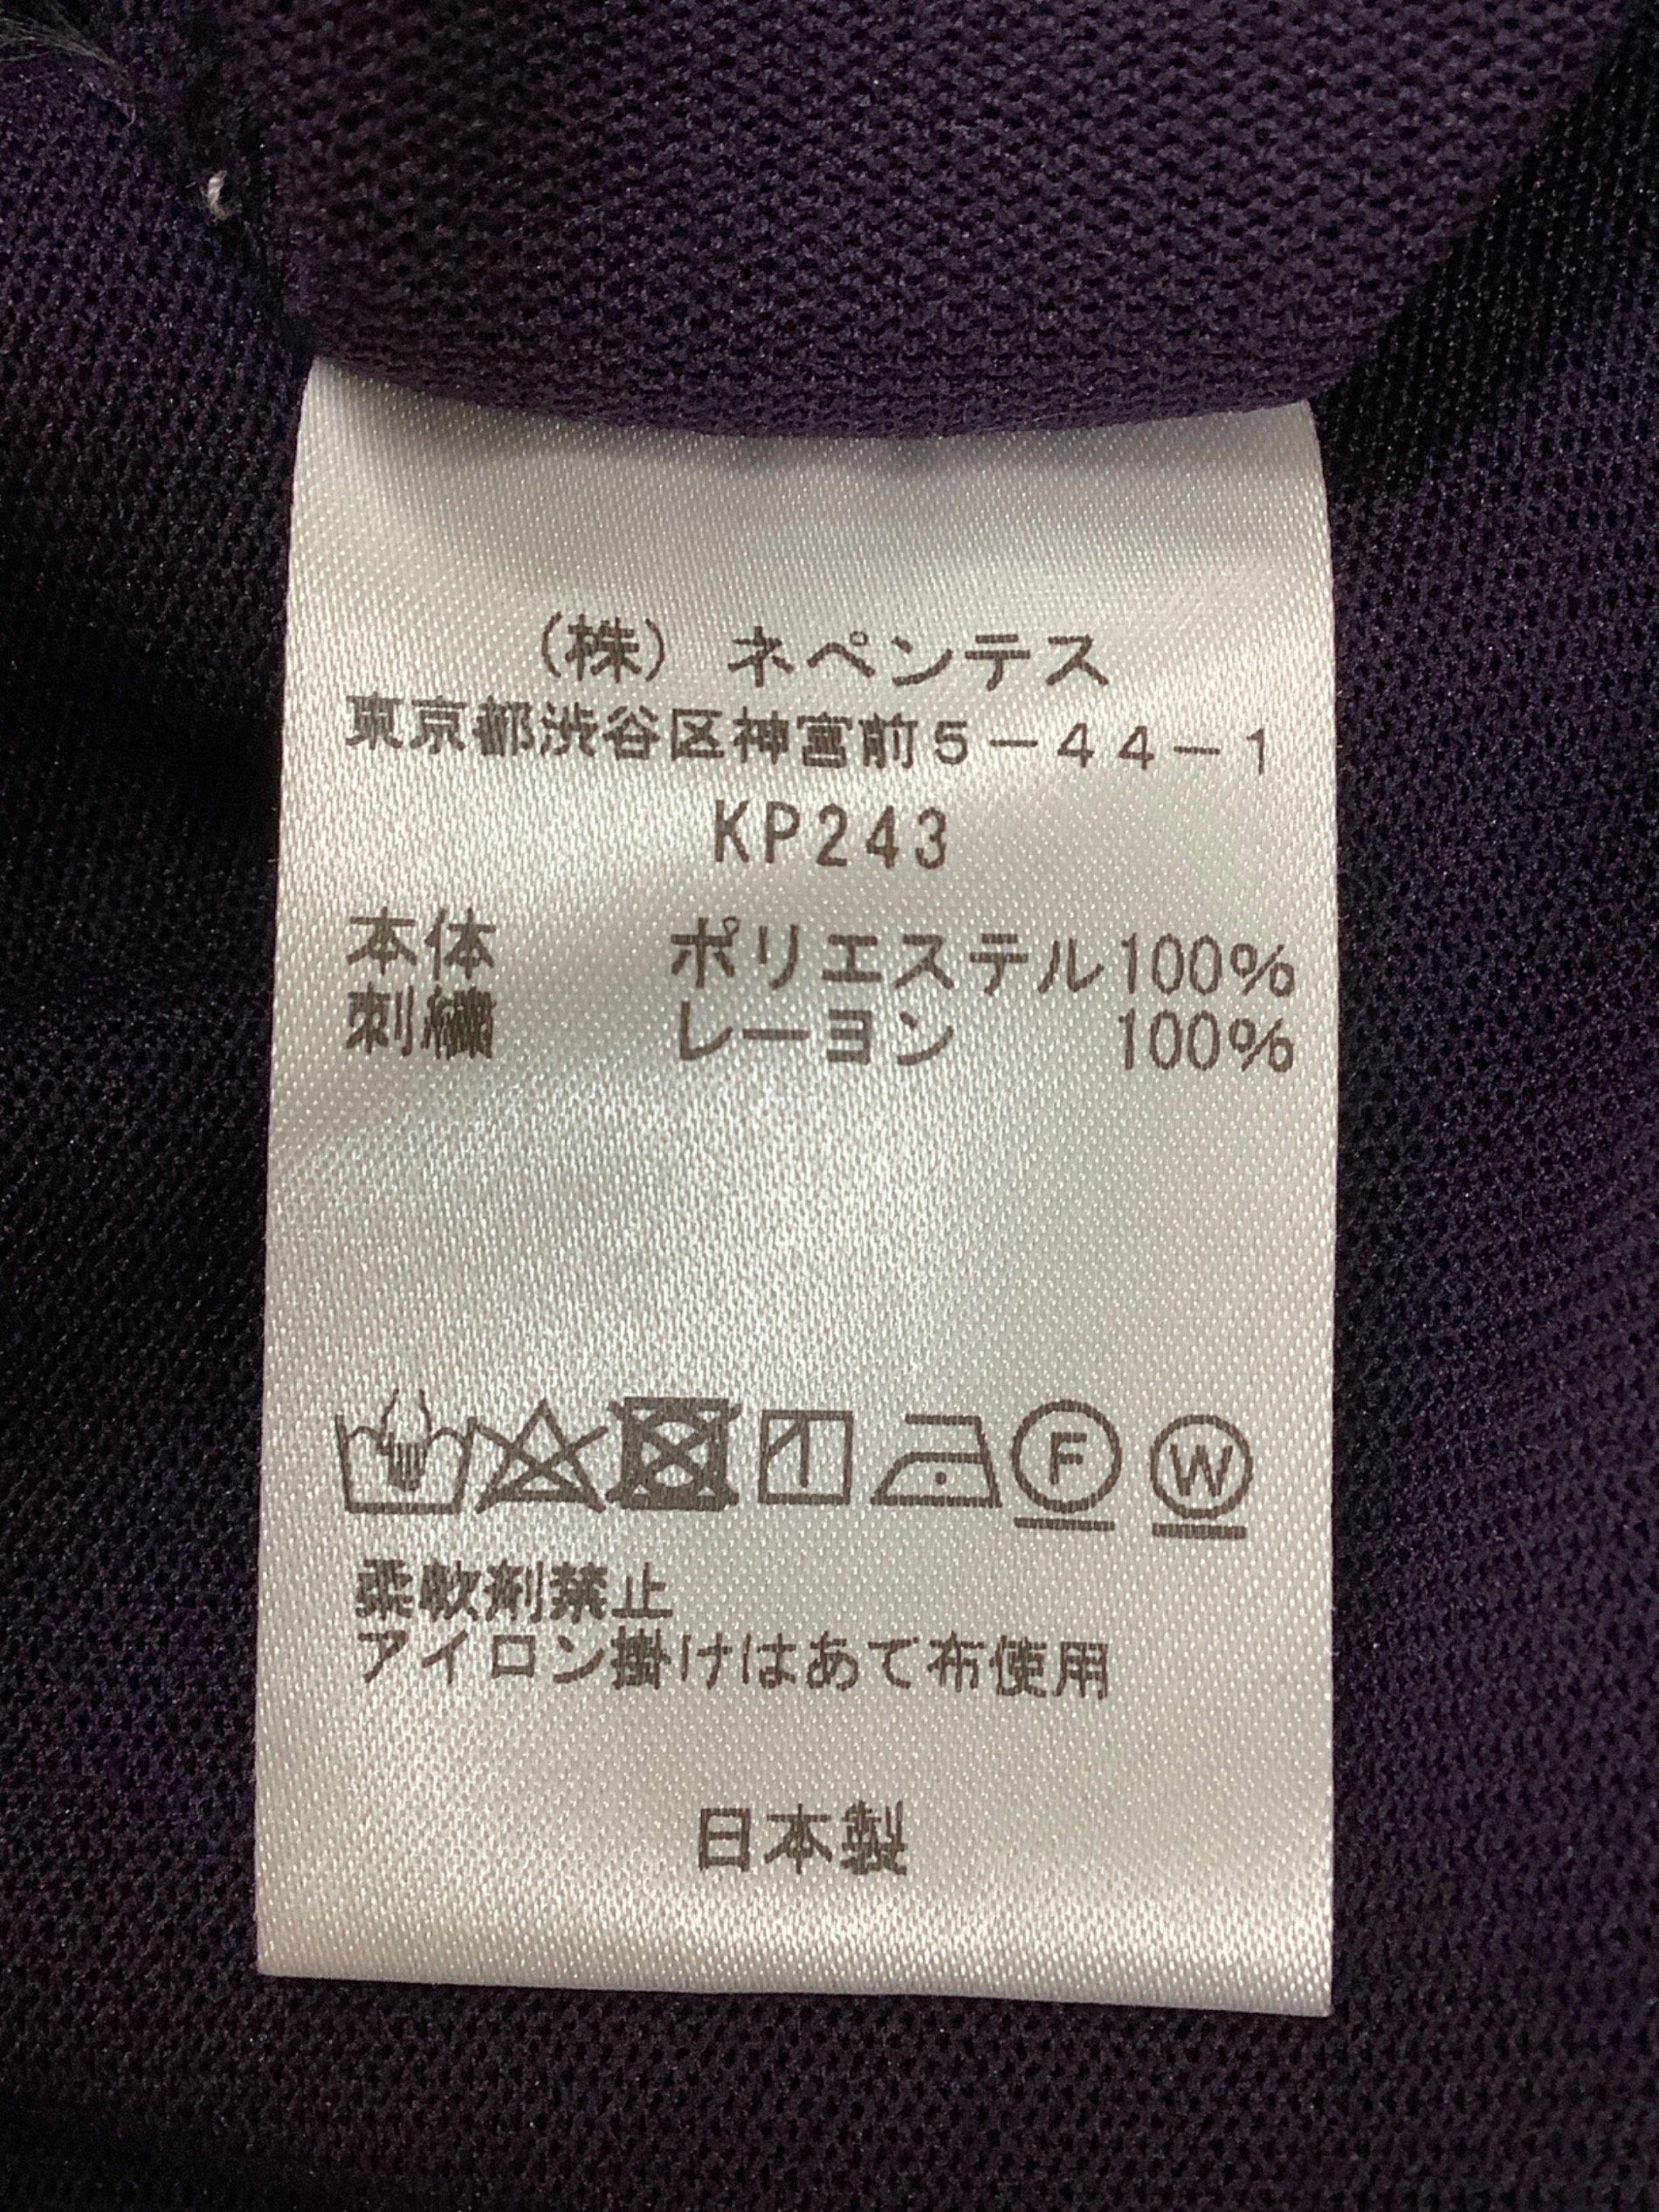 (株) ネペンテス
東京都渋谷区神宮前5-44-1
KP243
本体 ポリエステル100%
刺繍 レーヨン 100%
F W
柔軟剤禁止
アイロン掛けはあて布使用
日本製